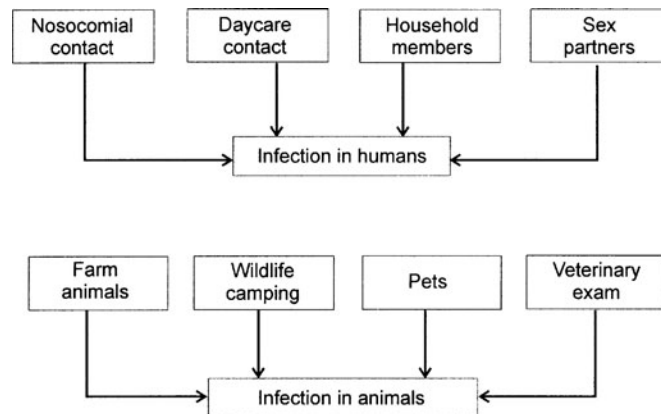 Nosocomial
contact
Daycare
contact
Household
members
Sex
partners
Infection in humans
Farm
animals
Wildlife
camping
Pets
Veterinary
exam
Infection in animals